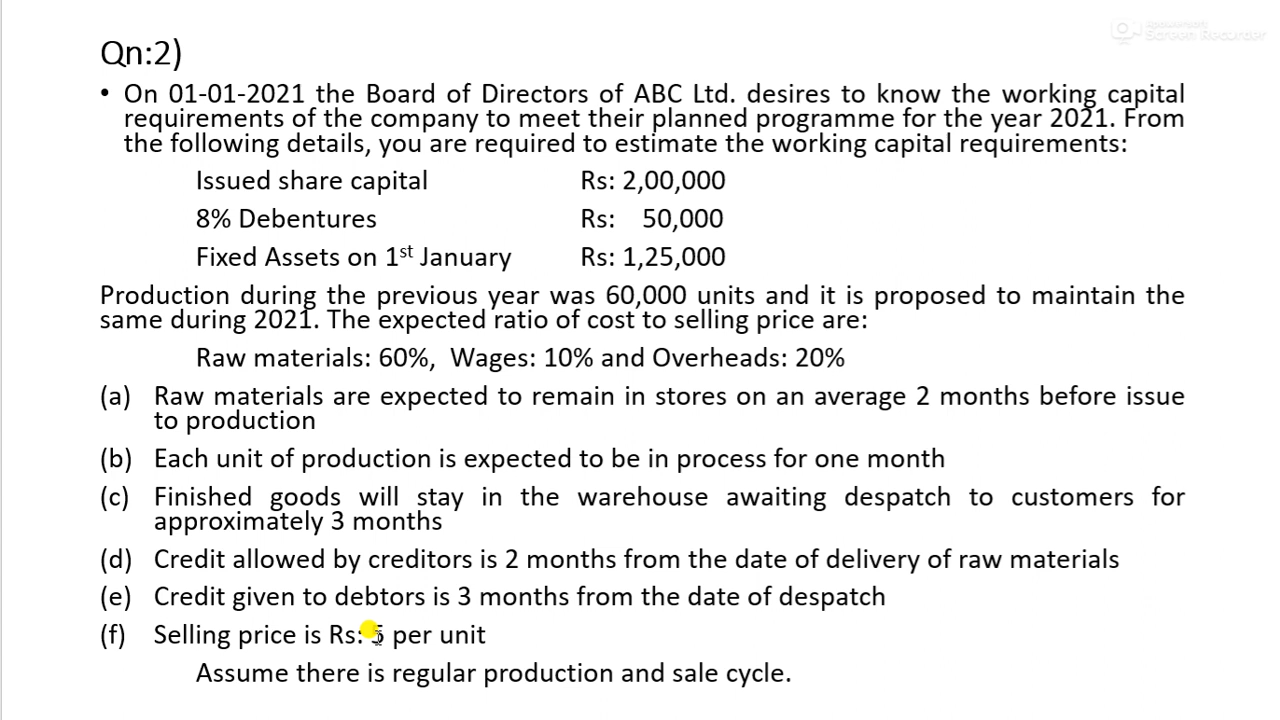 Screen Recorder
Qn:2)
• On 01-01-2021 the Board of Directors of ABC Ltd. desires to know the working capital
requirements of the company to meet their planned programme for the year 2021. From
the following details, you are required to estimate the working capital requirements:
Issued share capital Rs: 2,00,000
8% Debentures Rs: 50,000
Fixed Assets on 1st January Rs: 1,25,000
Production during the previous year was 60,000 units and it is proposed to maintain the
same during 2021. The expected ratio of cost to selling price are:
Raw materials: 60%, Wages: 10% and Overheads: 20%
(a) Raw materials are expected to remain in stores on an average 2 months before issue
to production
(b) Each unit of production is expected to be in process for one month
(c) Finished goods will stay in the warehouse awaiting despatch to customers for
approximately 3 months
(d) Credit allowed by creditors is 2 months from the date of delivery of raw materials
(e) Credit given to debtors is 3 months from the date of despatch
(f) Selling price is Rs: 5 per unit
Assume there is regular production and sale cycle.